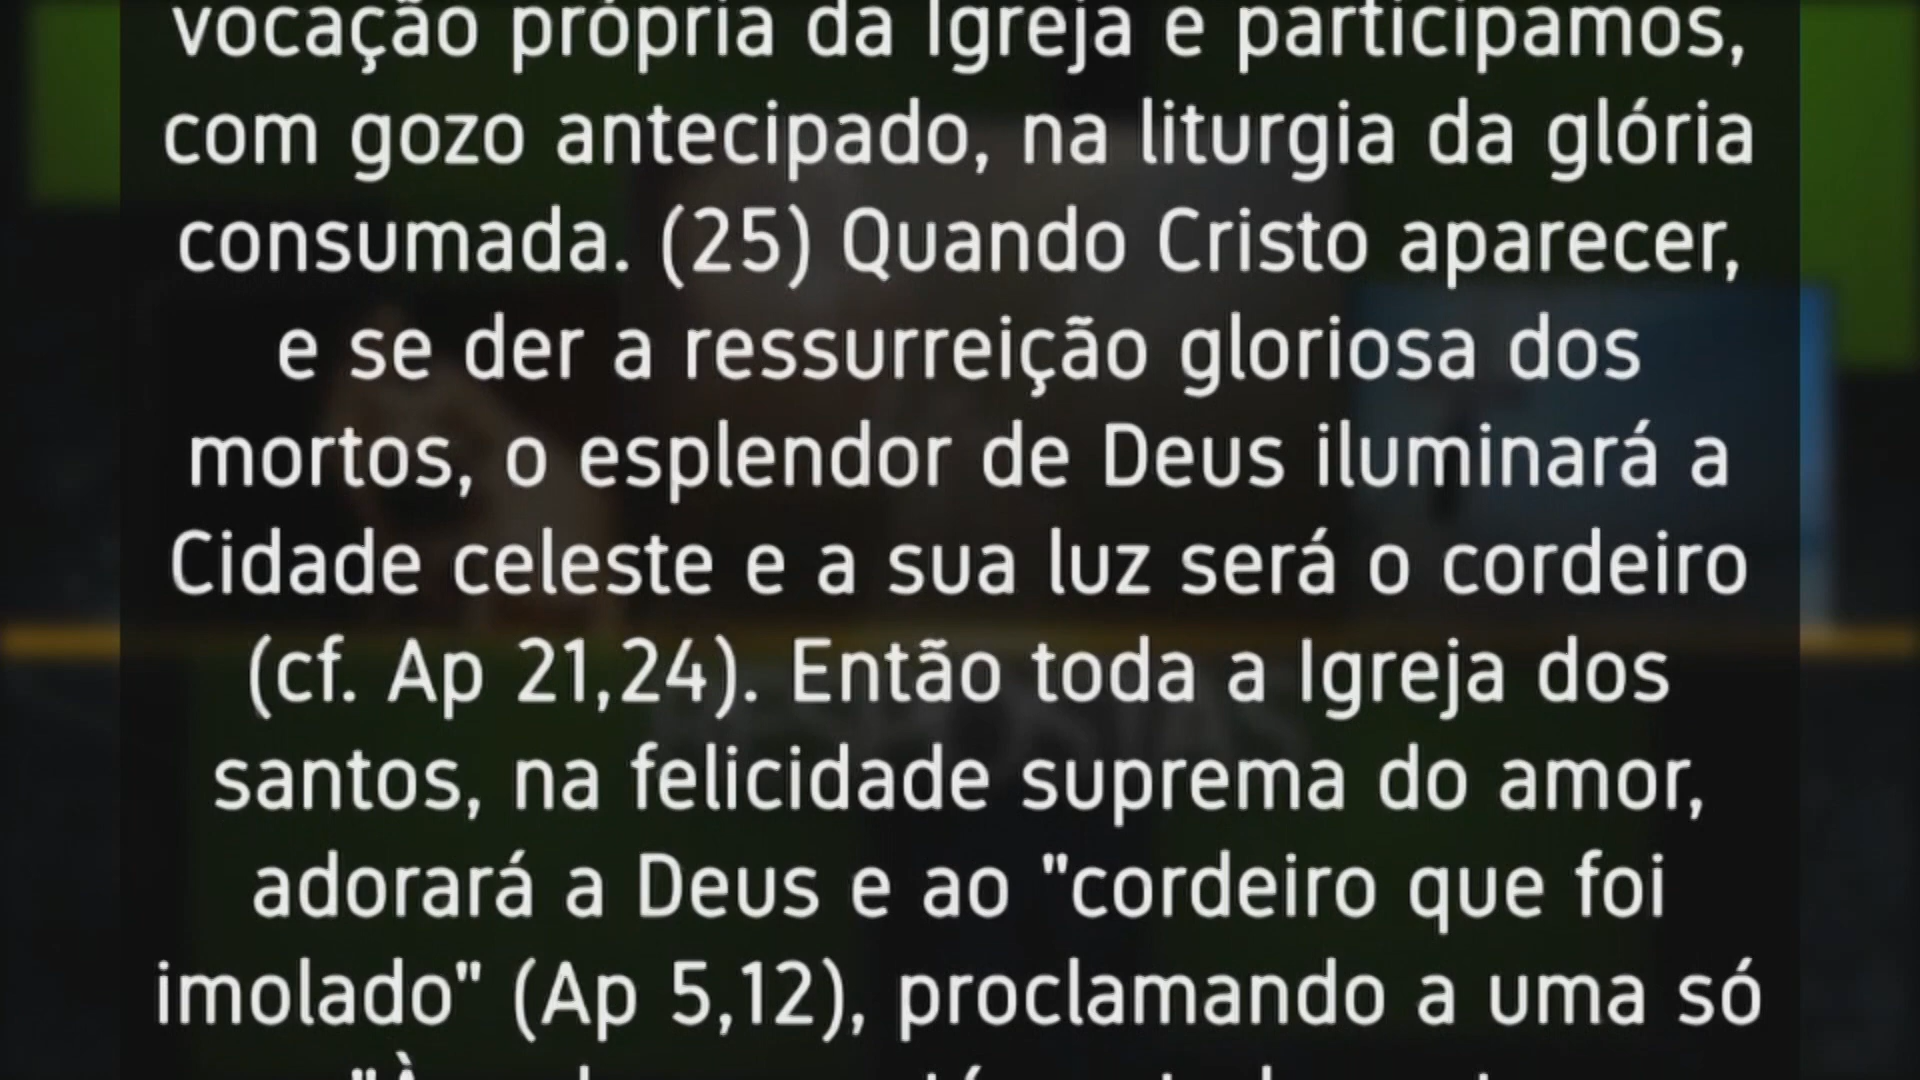 vocação própria da Igreja e participamos,
com gozo antecipado, na liturgia da glória
consumada. (25) Quando Cristo aparecer,
e se der a ressurreição gloriosa dos
mortos, o esplendor de Deus iluminará a
Cidade celeste e a sua luz será o cordeiro
(cf. Ap 21,24). Então toda a Igreja dos
santos, na felicidade suprema do amor,
adorará a Deus e ao "cordeiro que foi
imolado" (Ap 5,12), proclamando a uma só